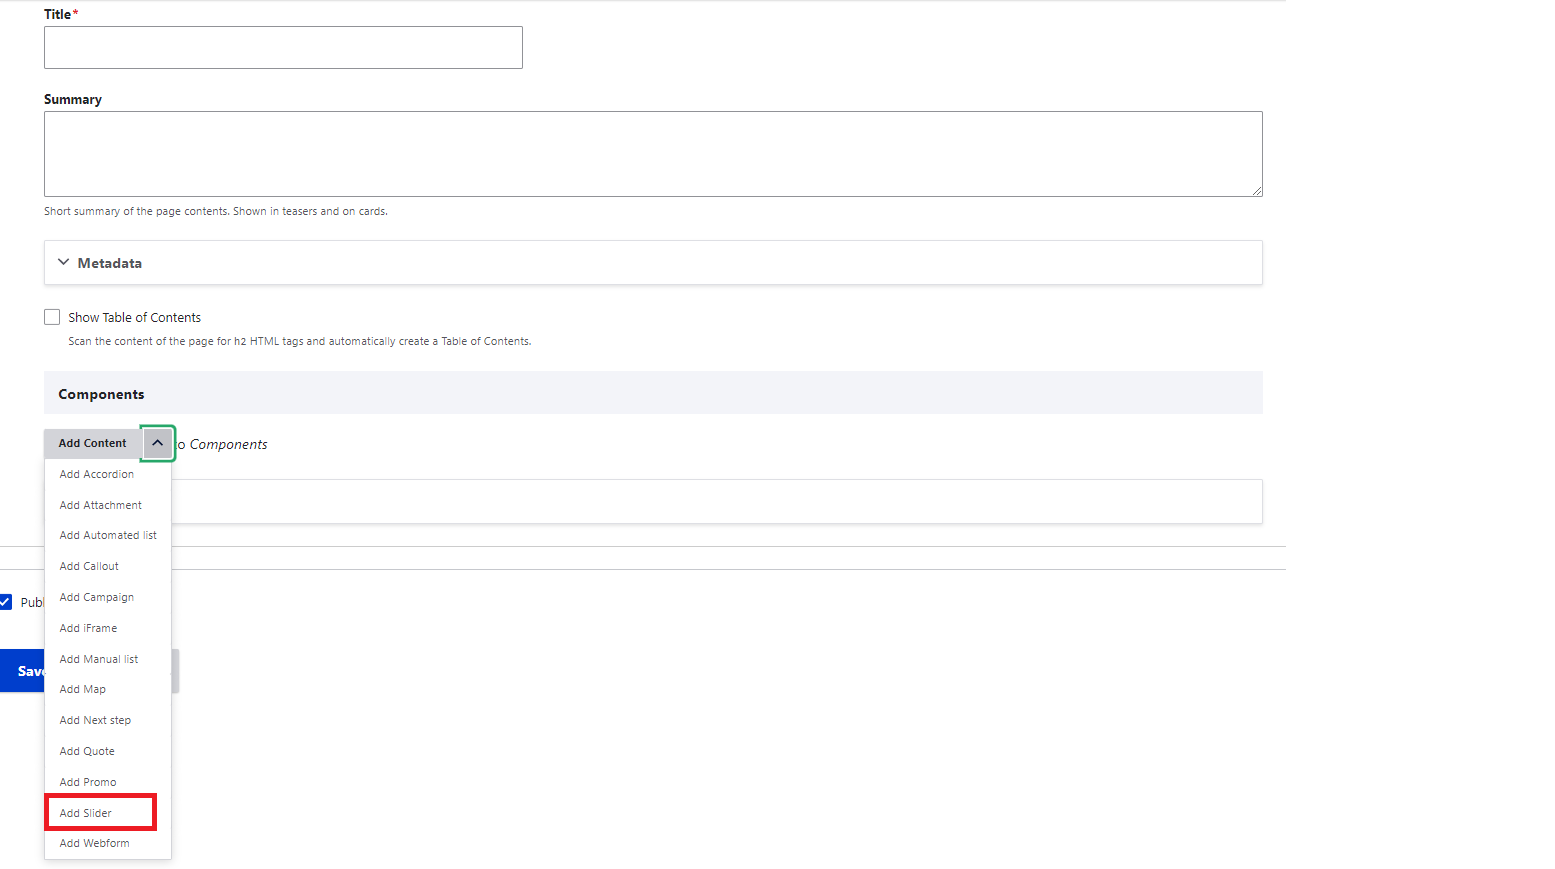 Title*
Summary
Short summary of the page contents. Shown in teasers and on cards.
Metadata
Show Table of Contents
Scan the content of the page for h2 HTML tags and automatically create a Table of Contents.
Components
Add Content
to Components
Add Accordion
Add Attachment
Add Automated list
Add Callout
Add Campaign
Publ
Add iFrame
Add Manual list
Save
Add Map
Add Next step
Add Quote
Add Promo
Add Slider
Add Webform